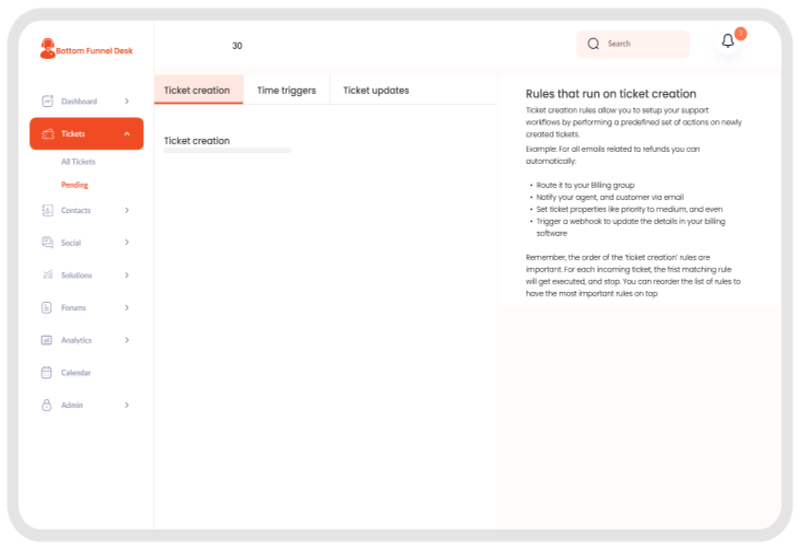 Bottom Funnel Desk
30
Search
Dashboard
Tickets
All Tickets
Pending
Contacts
Social
Solutions
Forums
Analytics
Calendar
Admin
Ticket creation
Time triggers
Ticket updates
Ticket creation
Rules that run on ticket creation
Ticket creation rules allow you to setup your support
workflows by performing a predefined set of actions on newly
created tickets.
Example: For all emails related to refunds you can
automatically:
• Route it to your Billing group
• Notify your agent, and customer via email
• Set ticket properties like priority to medium, and even
• Trigger a webhook to update the details in your billing
software
Remember, the order of the 'ticket creation' rules are
important. For each incoming ticket, the frist matching rule
will get executed, and stop. You can reorder the list of rules to
have the most important rules on top